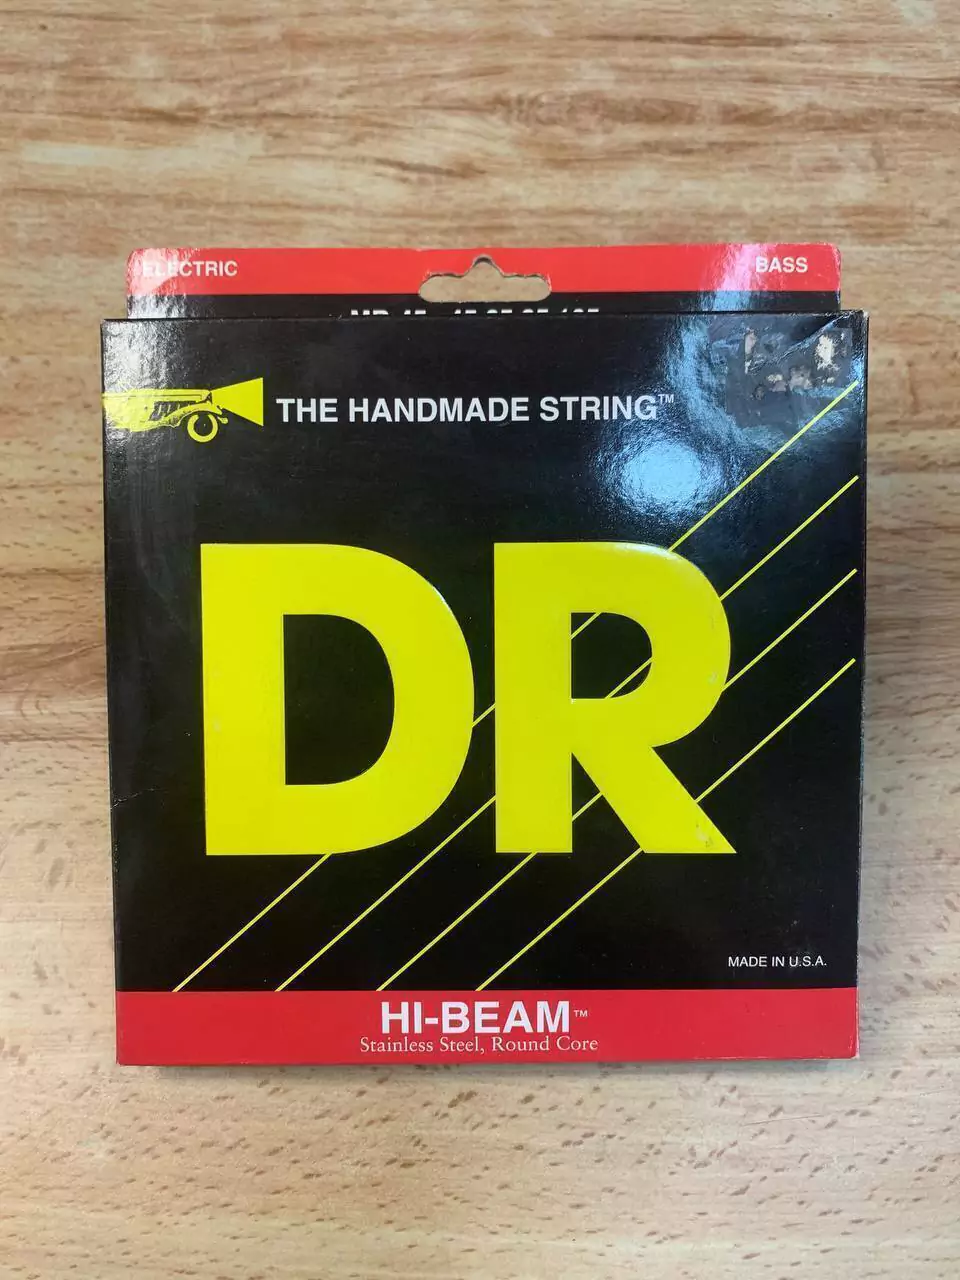 ELECTRIC
BASS
THE HANDMADE STRING™
DR
MADE IN U.S.A.
HI-BEAM™
Stainless Steel, Round Core